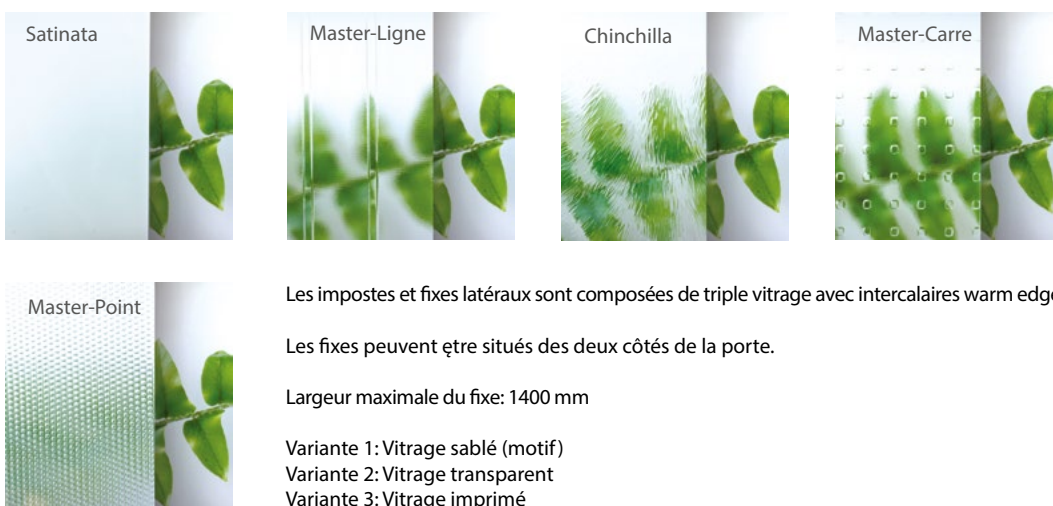 Satinata
Master-Ligne
Chinchilla
Master-Carre
Master-Point
Les impostes et fixes latéraux sont composées de triple vitrage avec intercalaires warm edge
Les fixes peuvent ętre situés des deux côtés de la porte.
Largeur maximale du fixe: 1400 mm
Variante 1: Vitrage sablé (motif)
Variante 2: Vitrage transparent
Variante 3: Vitrage imprimé